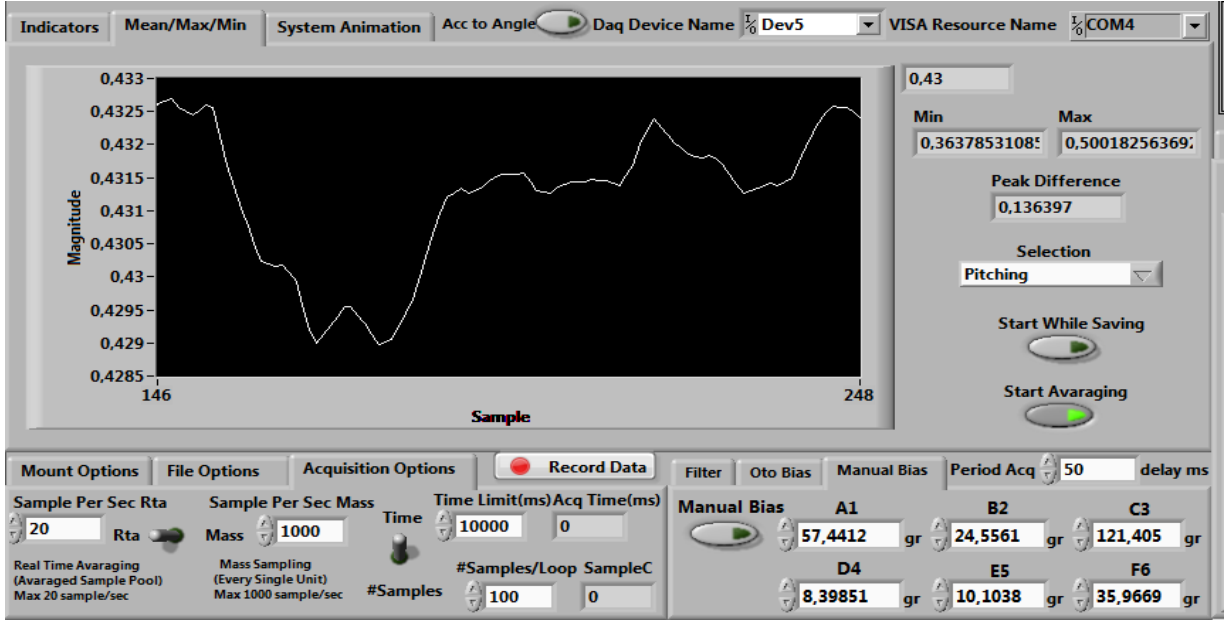 Indicators Mean/Max/Min System Animation Acc to Angle Daq Device Name I/O Dev5 VISA Resource Name I/O COM4
0,433
0,4325
0,432
0,4315
0,431
0,4305
0,43
0,4295
0,429
0,4285
Magnitude
146 248
Sample
0,43
Min Max
0,36378531085 0,50018256369
Peak Difference
0,136397
Selection
Pitching
Start While Saving
Start Avaraging
Mount Options File Options Acquisition Options Record Data
Sample Per Sec Rta Sample Per Sec Mass Time Limit(ms) Acq Time(ms)
20 Rta Mass 1000 Time 10000 0
Real Time Avaraging
(Avaraged Sample Pool)
Max 20 sample/sec
Mass Sampling
(Every Single Unit)
Max 1000 sample/sec
#Samples
#Samples/Loop SampleC
100 0
Filter Oto Bias Manual Bias Period Acq 50 delay ms
Manual Bias A1 B2 C3
57,4412 gr 24,5561 gr 121,405 gr
D4 E5 F6
8,39851 gr 10,1038 gr 35,9669 gr